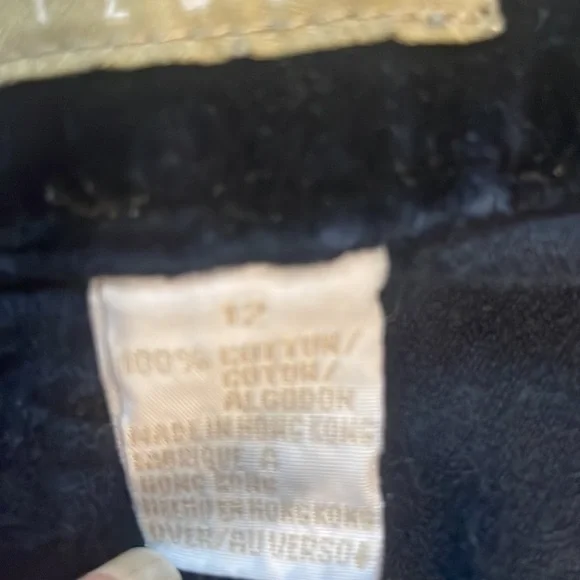 12
100% COTTON/
COTON/
ALGODON
MADE IN HONG KONG
FABRIQUE A
HONG KONG
HECHO EN HONG KONG
OVER/AU VERSO